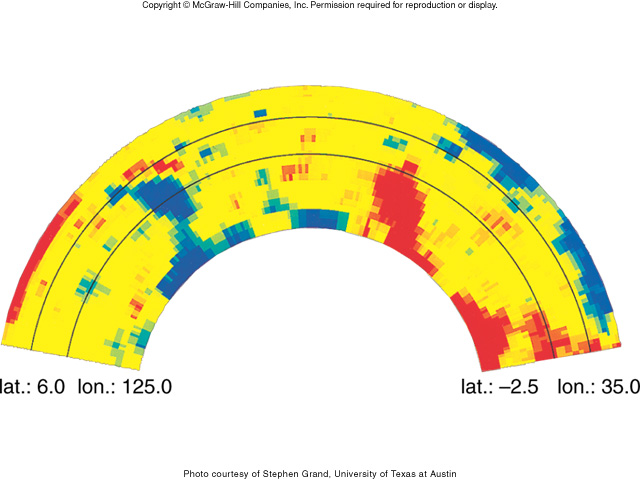 Copyright © McGraw-Hill Companies, Inc. Permission required for reproduction or display.
lat.: 6.0 lon.: 125.0
lat.: –2.5 lon.: 35.0
Photo courtesy of Stephen Grand, University of Texas at Austin